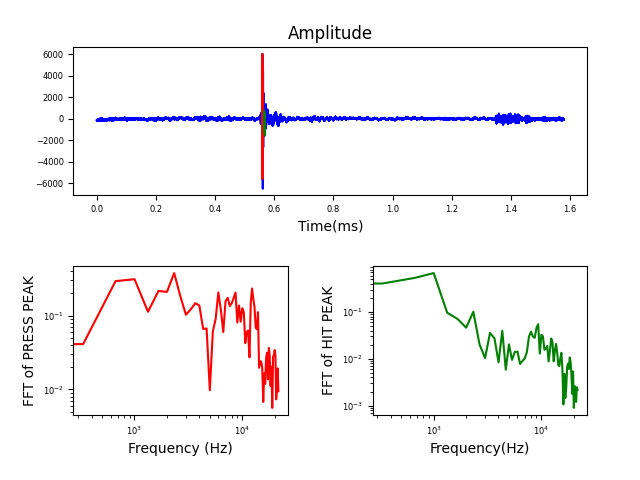 Amplitude
6000
4000
2000
0
−2000
−4000
−6000
0.0 0.2 0.4 0.6 0.8 1.0 1.2 1.4 1.6
Time(ms)
FFT of PRESS PEAK
10⁻¹
10⁻²
10³ 10⁴
Frequency (Hz)
FFT of HIT PEAK
10⁻¹
10⁻²
10⁻³
10³ 10⁴
Frequency(Hz)